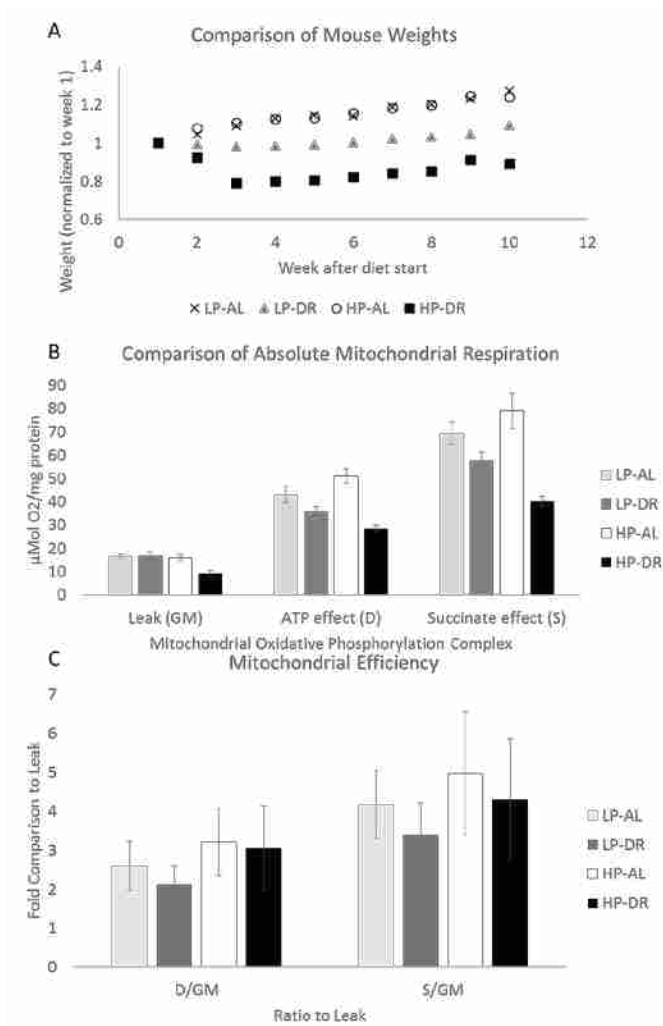 A
Comparison of Mouse Weights
Weight (normalized to week 1)
1.4
1.2
1
0.8
0.6
0 2 4 6 8 10 12
Week after diet start
LP-AL LP-DR HP-AL HP-DR
B
Comparison of Absolute Mitochondrial Respiration
µMol O2/mg protein
90
80
70
60
50
40
30
20
10
0
LP-AL
LP-DR
HP-AL
HP-DR
Leak (GM) ATP effect (D) Succinate effect (S)
Mitochondrial Oxidative Phosphorylation Complex
C
Mitochondrial Efficiency
Fold Comparison to Leak
7
6
5
4
3
2
1
0
LP-AL
LP-DR
HP-AL
HP-DR
D/GM S/GM
Ratio to Leak